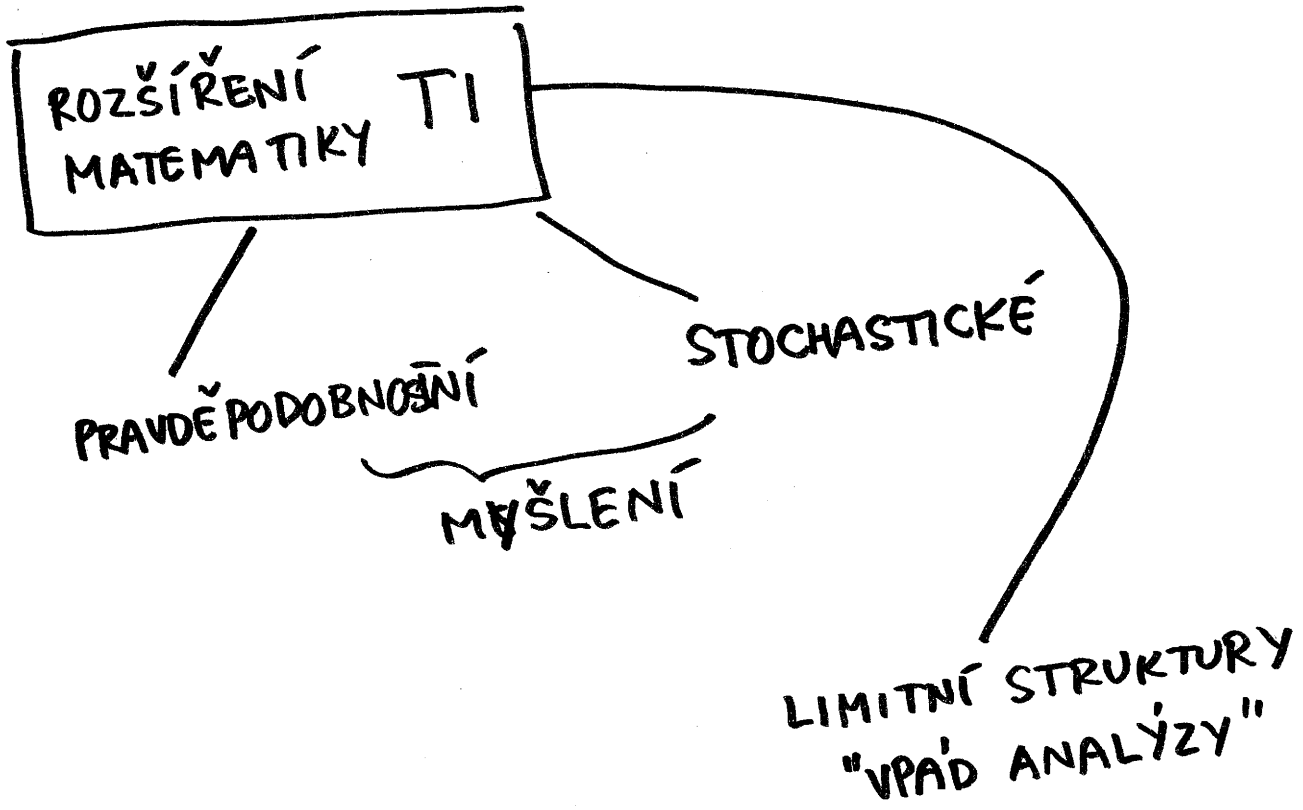 ROZŠÍŘENÍ TI
MATEMATIKY
STOCHASTICKÉ
PRAVDĚPODOBNOSTNÍ
MYŠLENÍ
LIMITNÍ STRUKTURY
"VPÁD ANALÝZY"